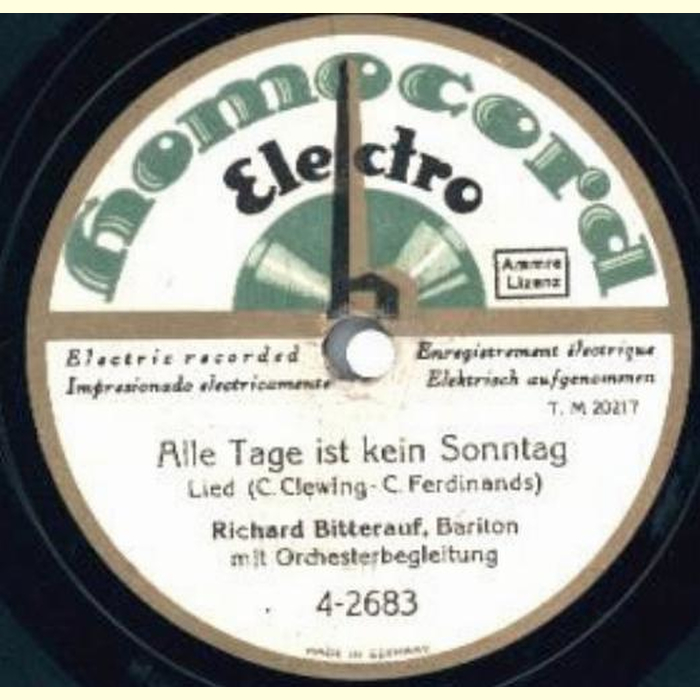 homocord
Electro
Ammre
Lizenz
Electric recorded
Enregistrement électrique
Impresionado electricamente
Elektrisch aufgenommen
T. M. 20217
Alle Tage ist kein Sonntag
Lied (C. Clewing - C. Ferdinands)
Richard Bitterauf, Bariton
mit Orchesterbegleitung
4-2683
MADE IN GERMANY